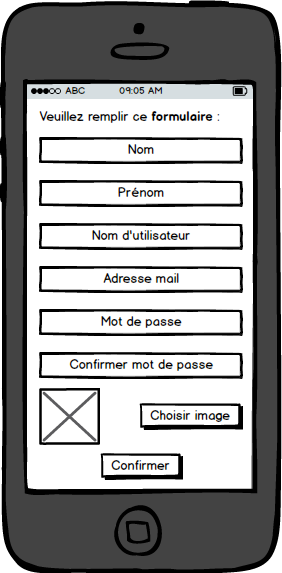 ABC 09:05 AM
Veuillez remplir ce formulaire :
Nom
Prénom
Nom d'utilisateur
Adresse mail
Mot de passe
Confirmer mot de passe
Choisir image
Confirmer